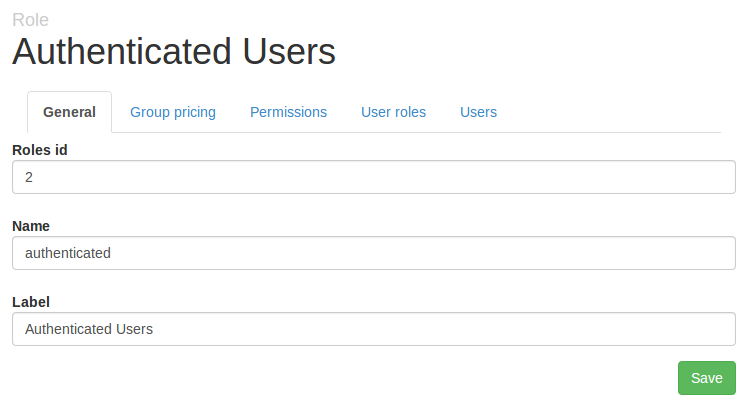 Role
Authenticated Users
General Group pricing Permissions User roles Users
Roles id
2
Name
authenticated
Label
Authenticated Users
Save